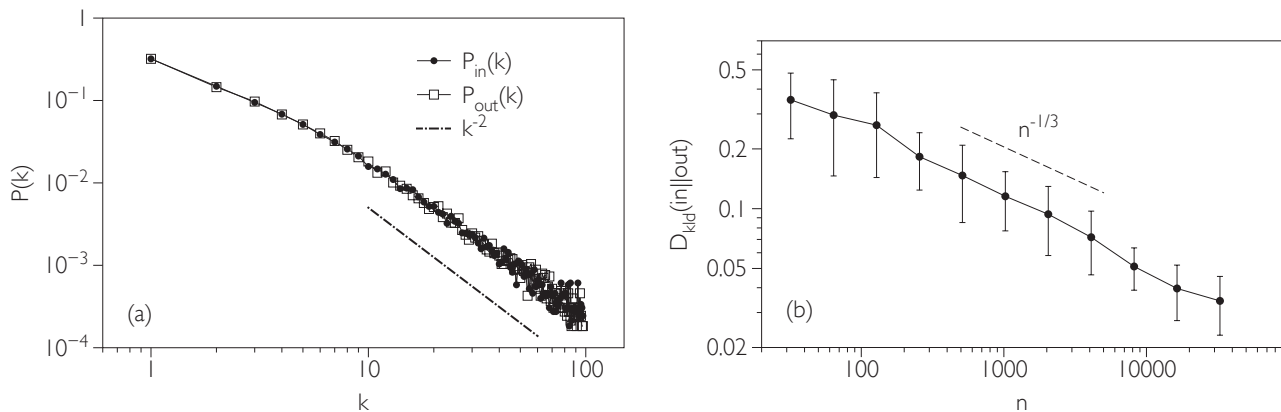 1
10^-1
10^-2
10^-3
10^-4
P(k)
P_in(k)
P_out(k)
k^-2
(a)
1
10
100
k
0.5
0.2
0.1
0.05
0.02
D_kld(in||out)
n^-1/3
(b)
100
1000
10000
n